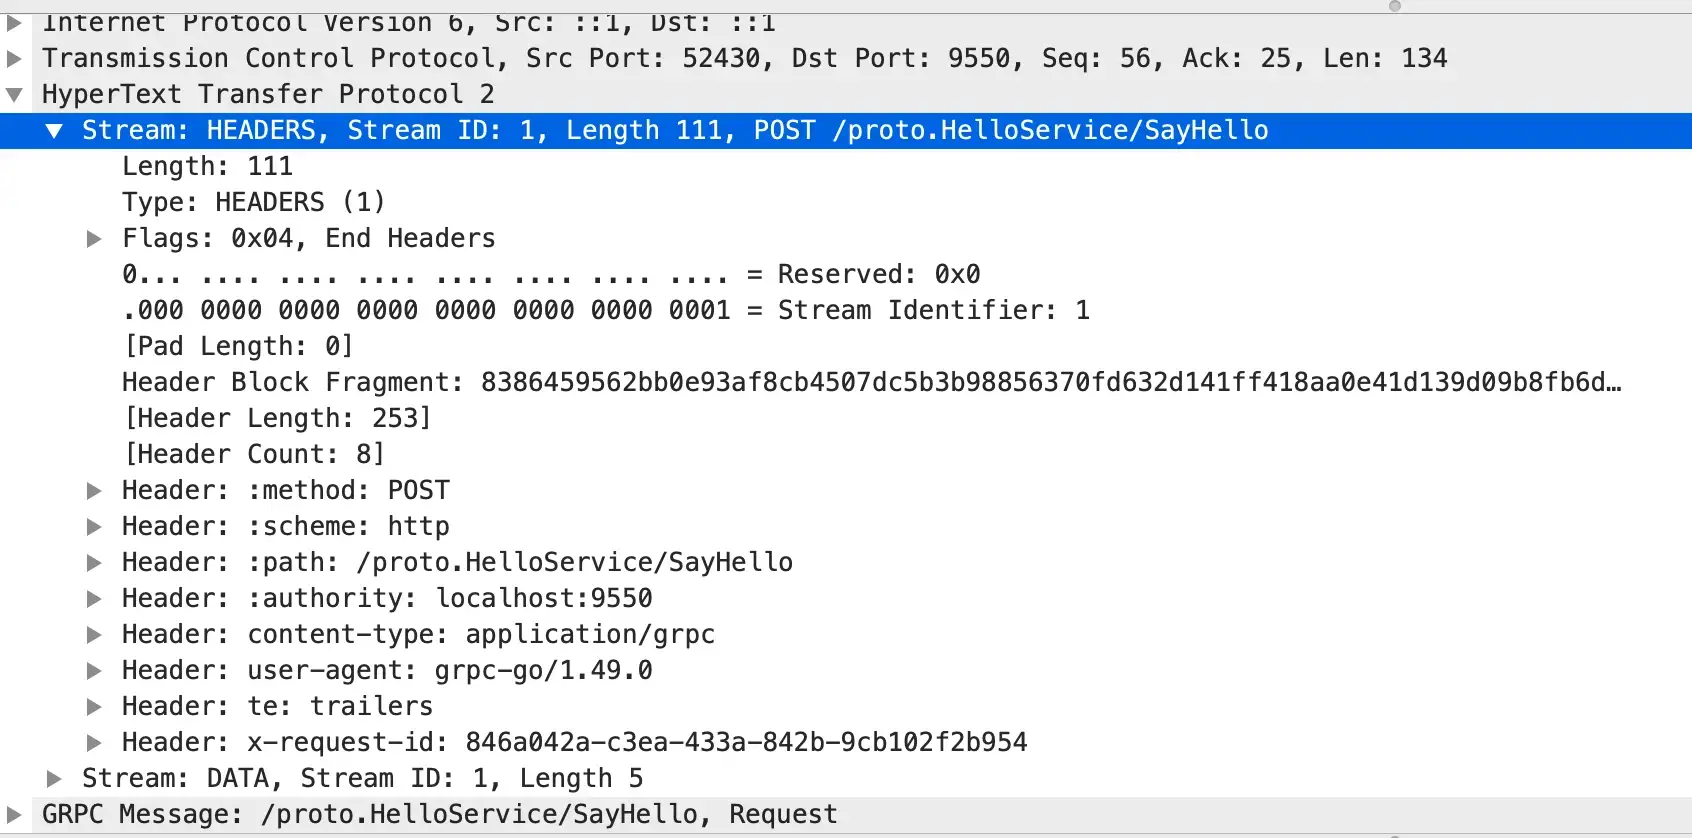 Internet Protocol Version 6, Src: ::1, Dst: ::1
Transmission Control Protocol, Src Port: 52430, Dst Port: 9550, Seq: 56, Ack: 25, Len: 134
HyperText Transfer Protocol 2
Stream: HEADERS, Stream ID: 1, Length 111, POST /proto.HelloService/SayHello
Length: 111
Type: HEADERS (1)
Flags: 0x04, End Headers
0... .... .... .... .... .... .... .... = Reserved: 0x0
.000 0000 0000 0000 0000 0000 0000 0001 = Stream Identifier: 1
[Pad Length: 0]
Header Block Fragment: 8386459562bb0e93af8cb4507dc5b3b98856370fd632d141ff418aa0e41d139d09b8fb6d…
[Header Length: 253]
[Header Count: 8]
Header: :method: POST
Header: :scheme: http
Header: :path: /proto.HelloService/SayHello
Header: :authority: localhost:9550
Header: content-type: application/grpc
Header: user-agent: grpc-go/1.49.0
Header: te: trailers
Header: x-request-id: 846a042a-c3ea-433a-842b-9cb102f2b954
Stream: DATA, Stream ID: 1, Length 5
GRPC Message: /proto.HelloService/SayHello, Request